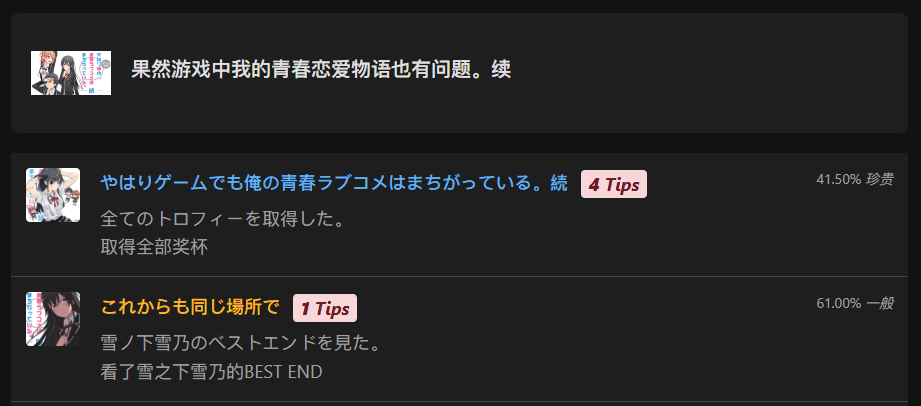 果然游戏中我的青春恋爱物语也有问题。续
やはりゲームでも俺の青春ラブコメはまちがっている。続 4 Tips
41.50% 珍贵
全てのトロフィーを取得した。
取得全部奖杯
これからも同じ場所で 1 Tips
61.00% 一般
雪ノ下雪乃のベストエンドを見た。
看了雪之下雪乃的BEST END